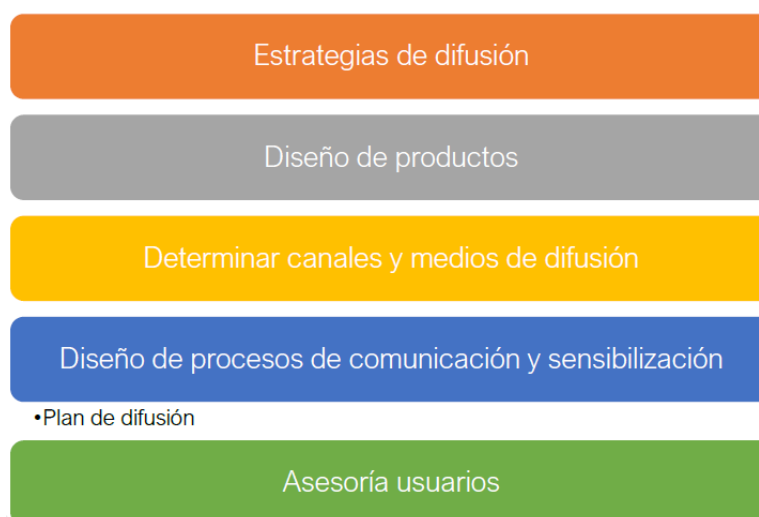 Estrategias de difusión
Diseño de productos
Determinar canales y medios de difusión
Diseño de procesos de comunicación y sensibilización
•Plan de difusión
Asesoría usuarios